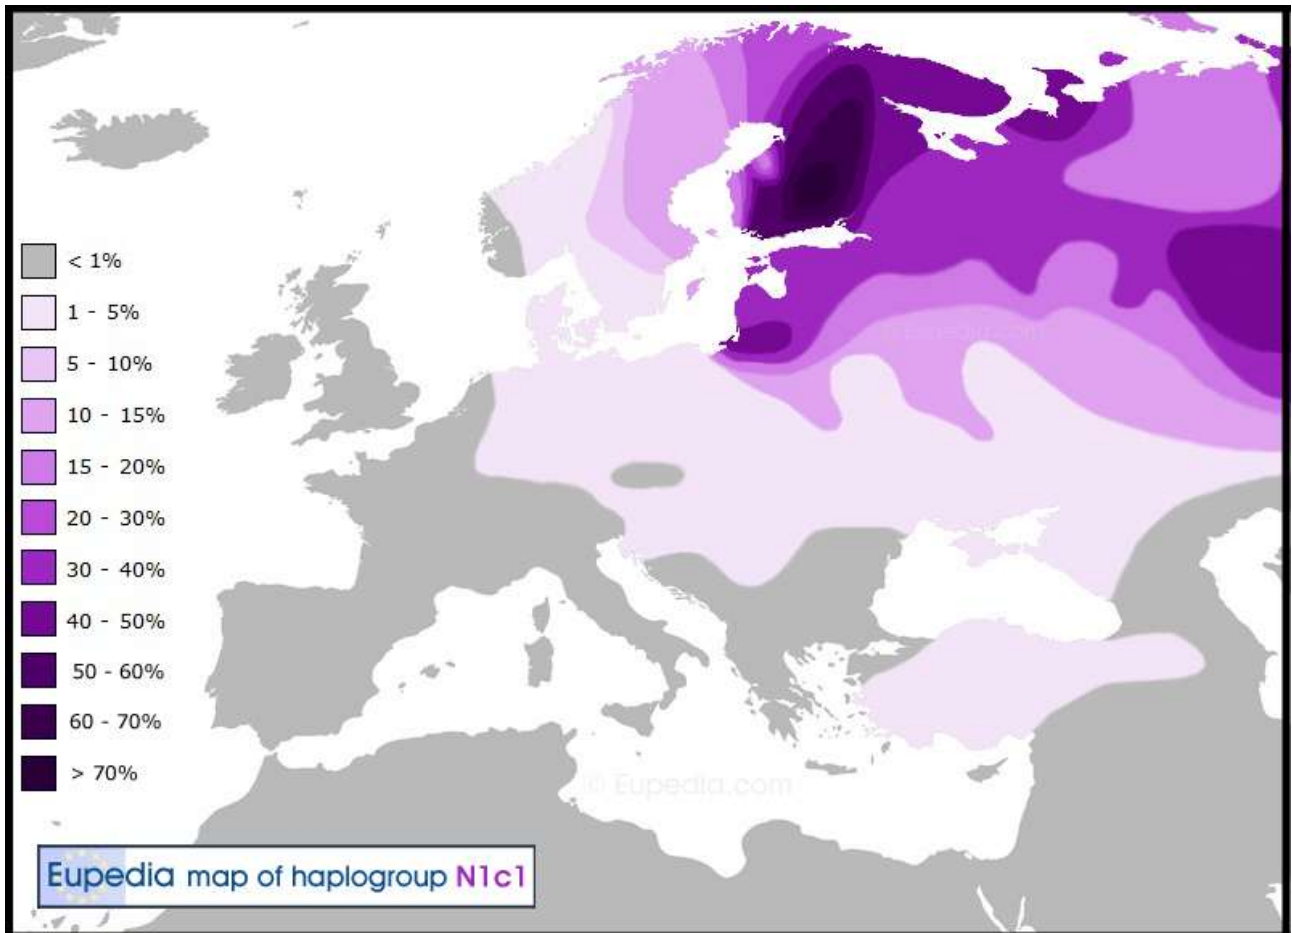 © Eupedia.com
< 1%
1 - 5%
5 - 10%
10 - 15%
15 - 20%
20 - 30%
30 - 40%
40 - 50%
50 - 60%
60 - 70%
> 70%
© Eupedia.com
Eupedia map of haplogroup N1c1